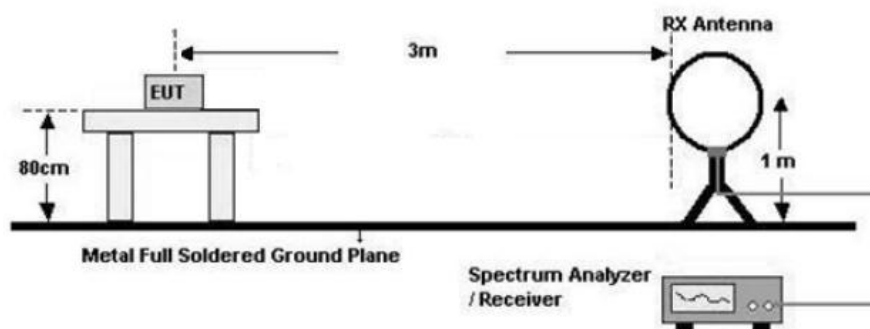 RX Antenna
3m
EUT
80cm
1 m
Metal Full Soldered Ground Plane
Spectrum Analyzer
/ Receiver